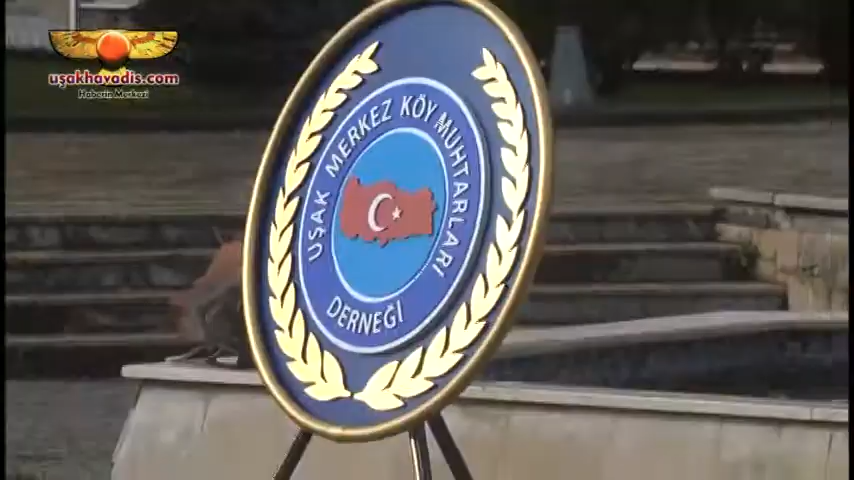 uşakhavadis.com
Haberin Merkezi
UŞAK MERKEZ KÖY MUHTARLARI
DERNEĞİ